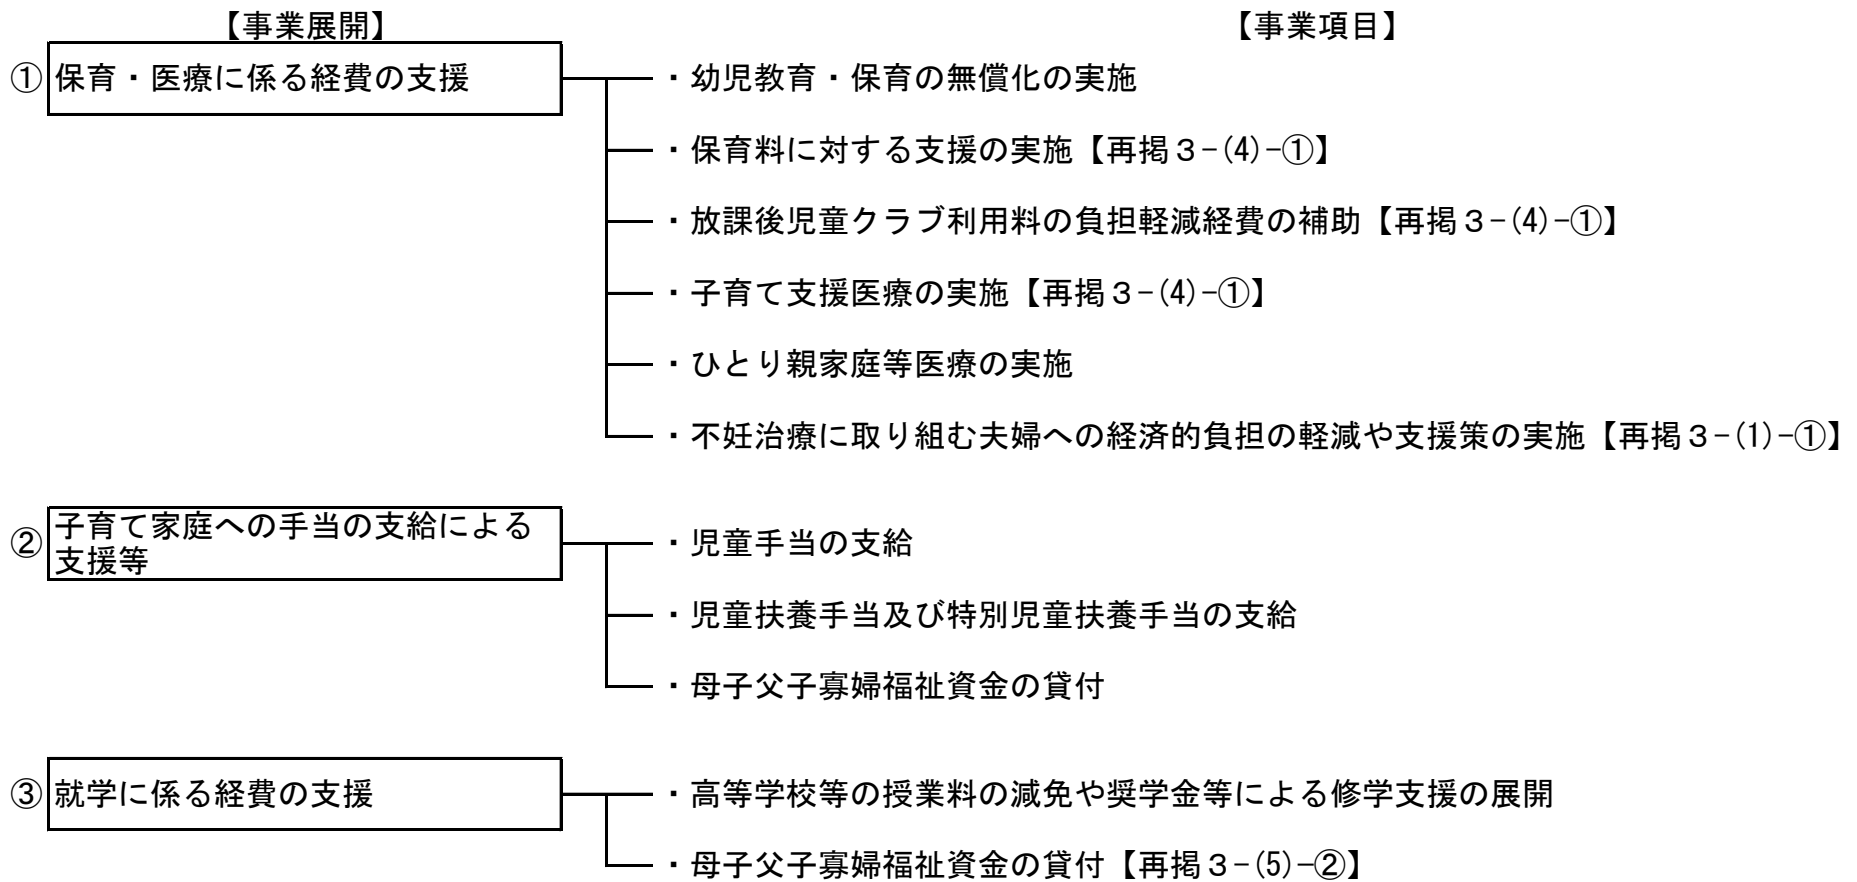 【事業展開】 【事業項目】
① 保育・医療に係る経費の支援
・幼児教育・保育の無償化の実施
・保育料に対する支援の実施【再掲３-(4)-①】
・放課後児童クラブ利用料の負担軽減経費の補助【再掲３-(4)-①】
・子育て支援医療の実施【再掲３-(4)-①】
・ひとり親家庭等医療の実施
・不妊治療に取り組む夫婦への経済的負担の軽減や支援策の実施【再掲３-(1)-①】
② 子育て家庭への手当の支給による
支援等
・児童手当の支給
・児童扶養手当及び特別児童扶養手当の支給
・母子父子寡婦福祉資金の貸付
③ 就学に係る経費の支援
・高等学校等の授業料の減免や奨学金等による修学支援の展開
・母子父子寡婦福祉資金の貸付【再掲３-(5)-②】